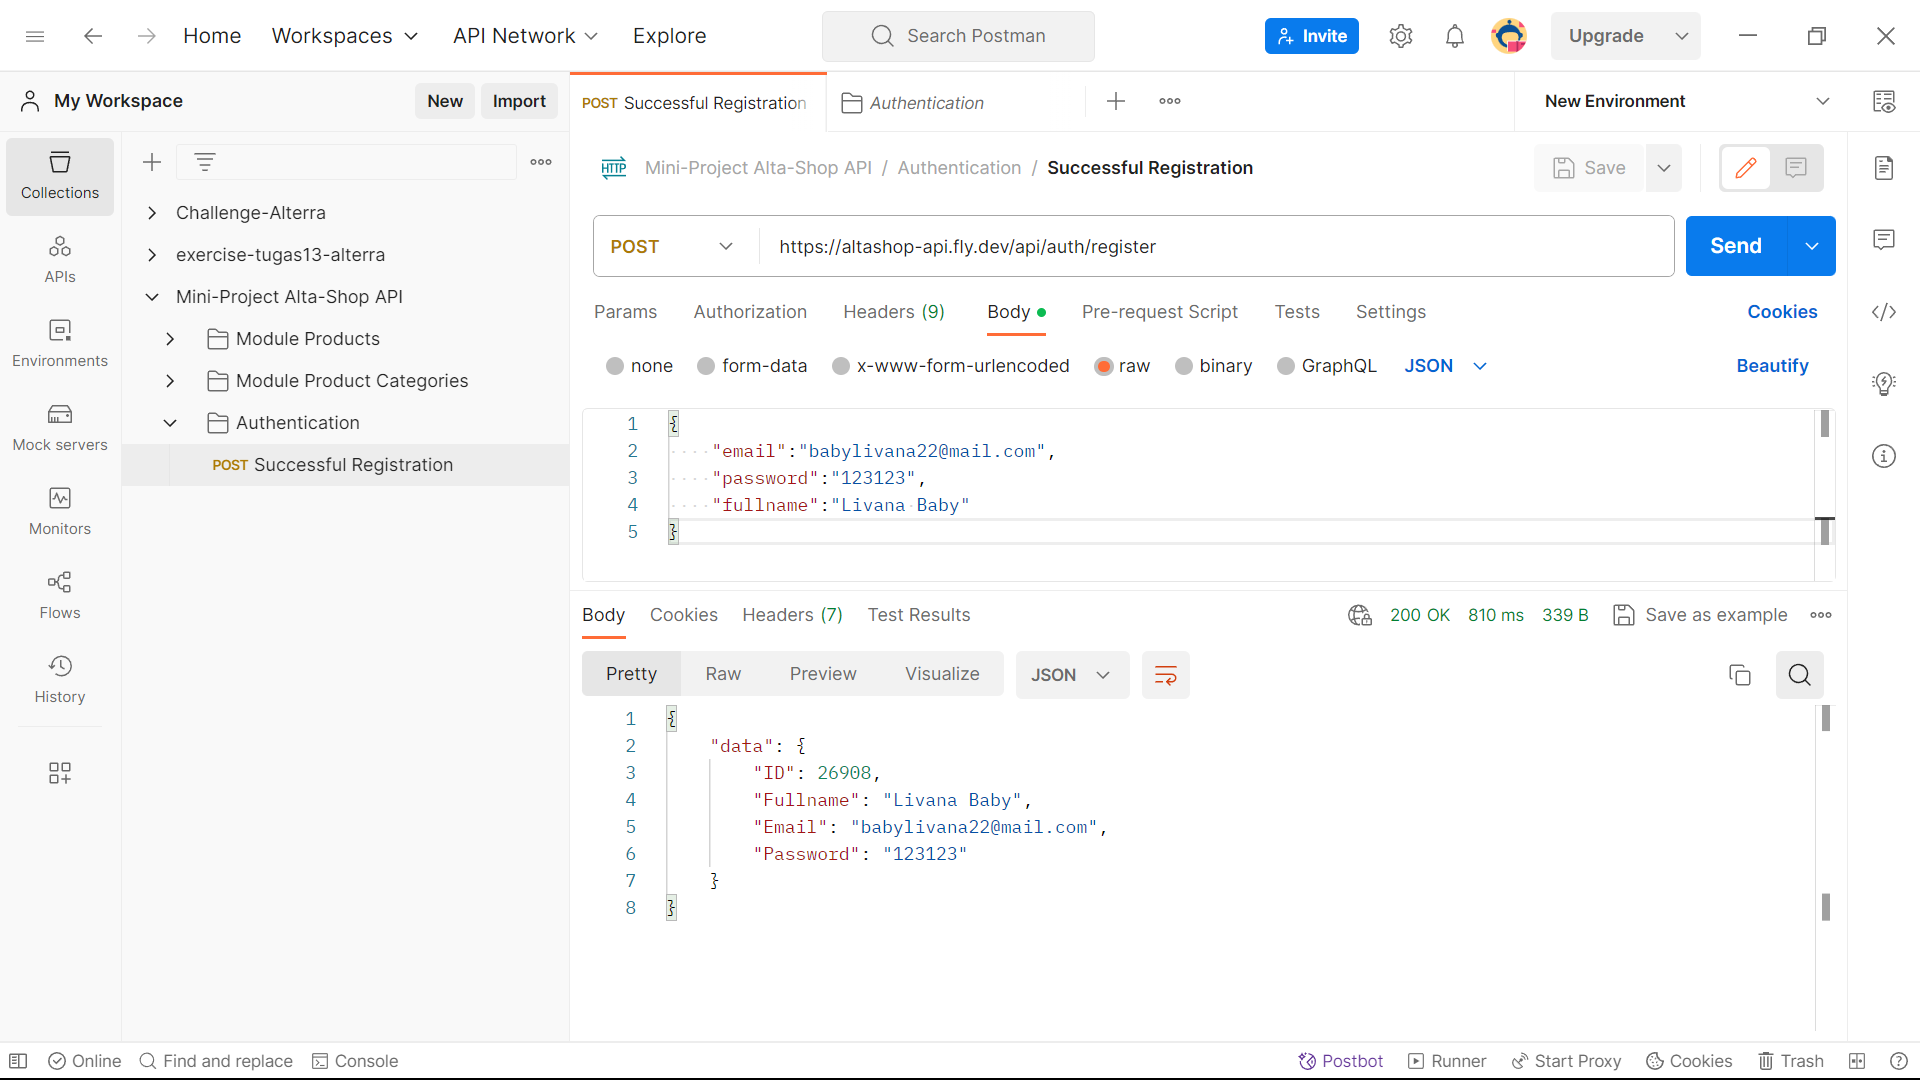 Home Workspaces API Network Explore Search Postman Invite Upgrade
My Workspace New Import
POST Successful Registration Authentication New Environment
Mini-Project Alta-Shop API / Authentication / Successful Registration Save
Collections
APIs
Environments
Mock servers
Monitors
Flows
History
Challenge-Alterra
exercise-tugas13-alterra
Mini-Project Alta-Shop API
Module Products
Module Product Categories
Authentication
POST Successful Registration
POST https://altashop-api.fly.dev/api/auth/register Send
Params Authorization Headers (9) Body Pre-request Script Tests Settings Cookies
none form-data x-www-form-urlencoded raw binary GraphQL JSON Beautify
1 {
2 "email":"babylivana22@mail.com",
3 "password":"123123",
4 "fullname":"Livana Baby"
5 }
Body Cookies Headers (7) Test Results 200 OK 810 ms 339 B Save as example
Pretty Raw Preview Visualize JSON
1 {
2 "data": {
3 "ID": 26908,
4 "Fullname": "Livana Baby",
5 "Email": "babylivana22@mail.com",
6 "Password": "123123"
7 }
8 }
Online Find and replace Console Postbot Runner Start Proxy Cookies Trash